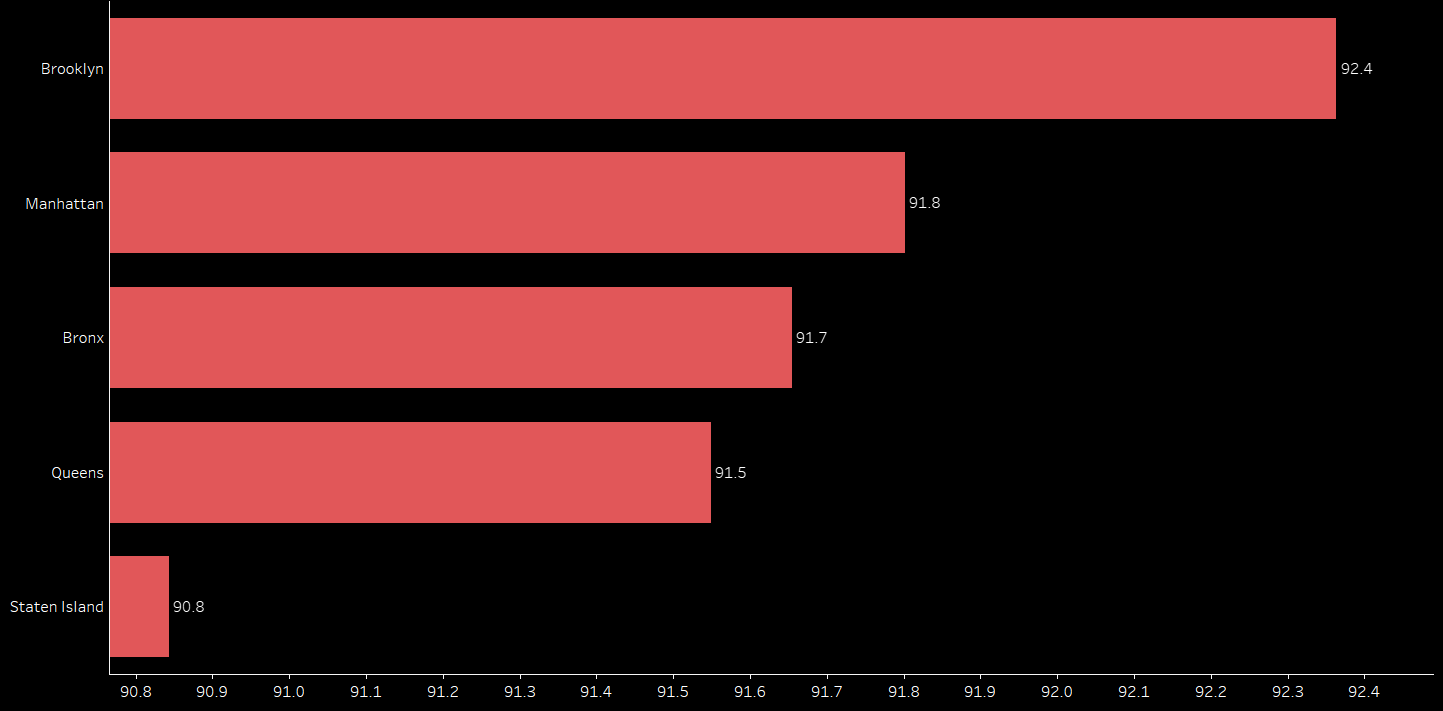 Brooklyn 92.4
Manhattan 91.8
Bronx 91.7
Queens 91.5
Staten Island 90.8
90.8 90.9 91.0 91.1 91.2 91.3 91.4 91.5 91.6 91.7 91.8 91.9 92.0 92.1 92.2 92.3 92.4